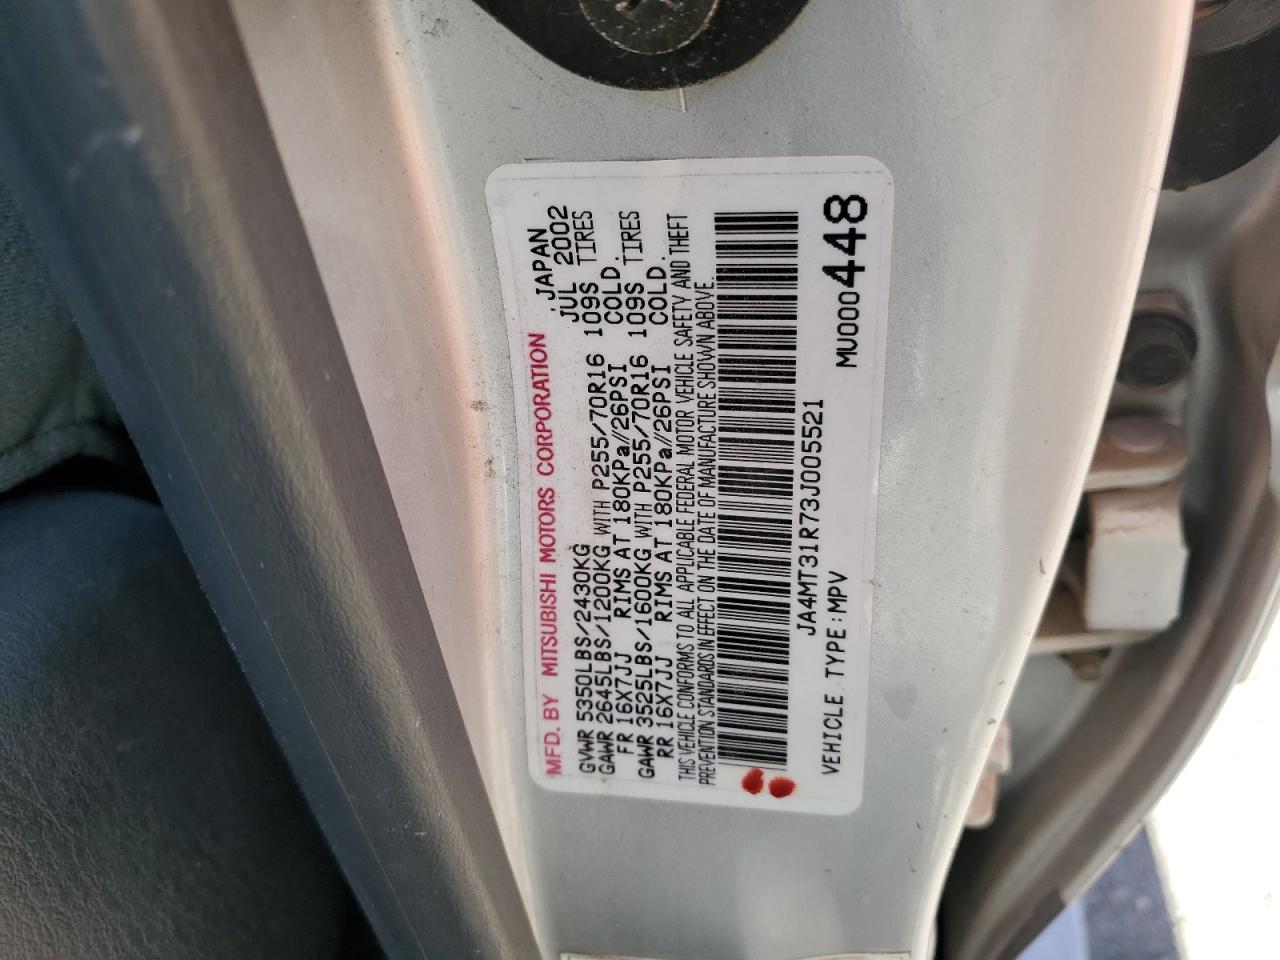 MFD. BY MITSUBISHI MOTORS CORPORATION, JAPAN
GVWR 5350LBS/2430KG JUL 2002
GAWR 2645LBS/1200KG WITH P255/70R16 109S TIRES
FR 16X7JJ RIMS AT 180KPa//26PSI COLD.
GAWR 3525LBS/1600KG WITH P255/70R16 109S TIRES
RR 16X7JJ RIMS AT 180KPa//26PSI COLD.
THIS VEHICLE CONFORMS TO ALL APPLICABLE FEDERAL MOTOR VEHICLE SAFETY AND THEFT
PREVENTION STANDARDS IN EFFECT ON THE DATE OF MANUFACTURE SHOWN ABOVE.
JA4MT31R73J005521
VEHICLE TYPE:MPV MU000448